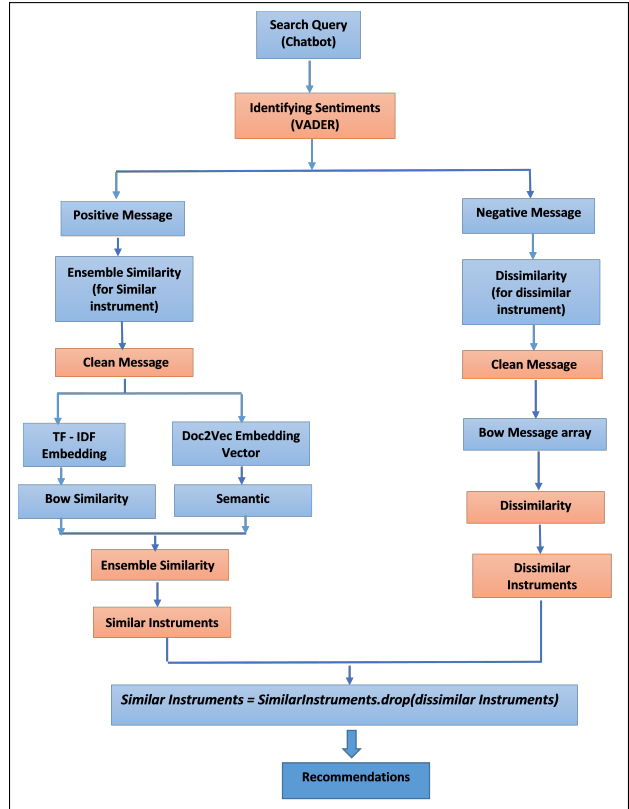 Search Query
(Chatbot)
Identifying Sentiments
(VADER)
Positive Message
Negative Message
Ensemble Similarity
(for Similar
instrument)
Dissimilarity
(for dissimilar
instrument)
Clean Message
Clean Message
TF - IDF
Embedding
Doc2Vec Embedding
Vector
Bow Message array
Bow Similarity
Semantic
Dissimilarity
Ensemble Similarity
Dissimilar
Instruments
Similar Instruments
Similar Instruments = SimilarInstruments.drop(dissimilar Instruments)
Recommendations